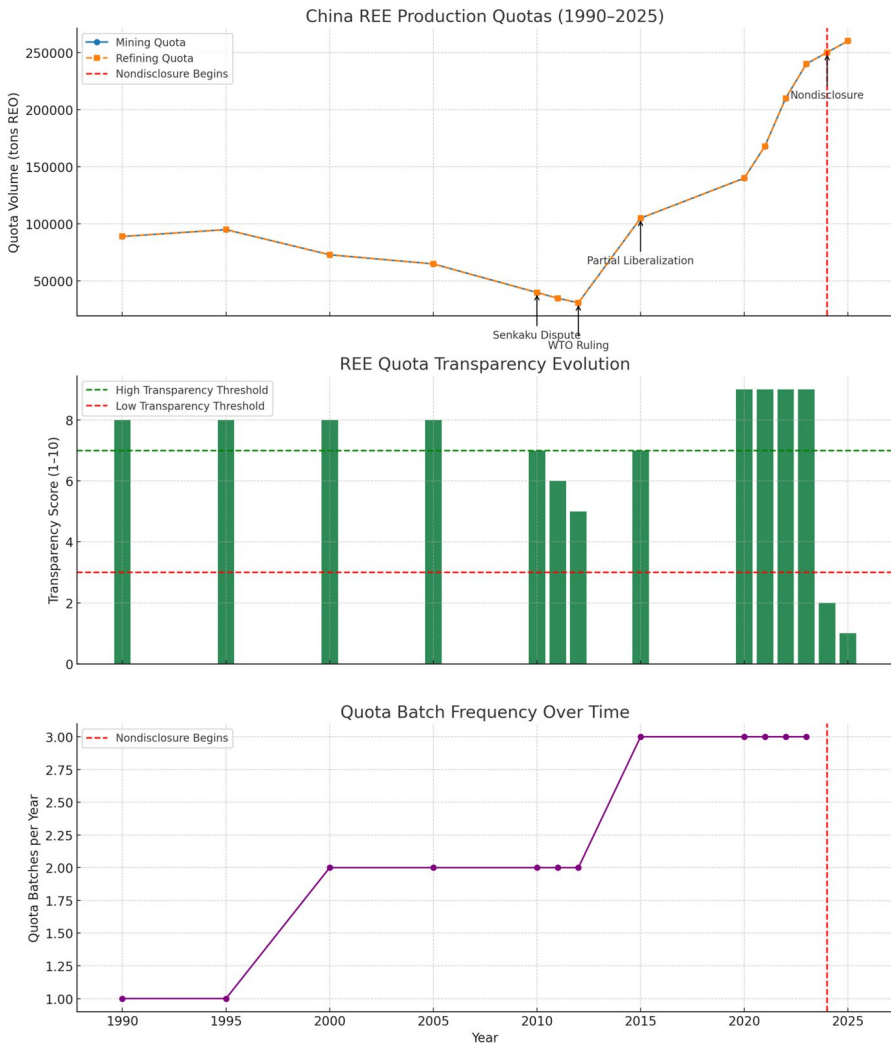 China REE Production Quotas (1990–2025)
Mining Quota
Refining Quota
Nondisclosure Begins
Quota Volume (tons REO)
250000
200000
150000
100000
50000
Nondisclosure
Partial Liberalization
Senkaku Dispute
WTO Ruling
REE Quota Transparency Evolution
High Transparency Threshold
Low Transparency Threshold
Transparency Score (1–10)
8
6
4
2
0
Quota Batch Frequency Over Time
Nondisclosure Begins
Quota Batches per Year
3.00
2.75
2.50
2.25
2.00
1.75
1.50
1.25
1.00
1990 1995 2000 2005 2010 2015 2020 2025
Year